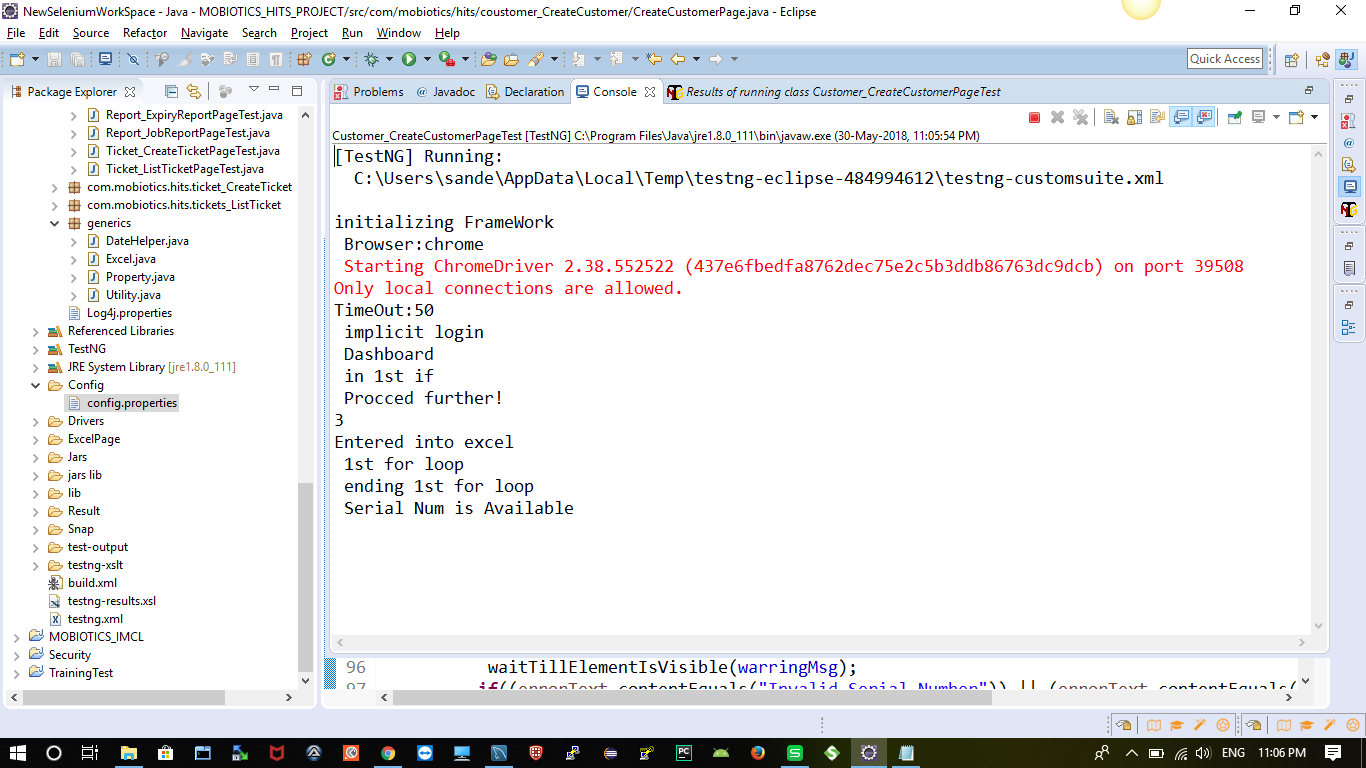 NewSeleniumWorkSpace - Java - MOBIOTICS_HITS_PROJECT/src/com/mobiotics/hits/coustomer_CreateCustomer/CreateCustomerPage.java - Eclipse
File Edit Source Refactor Navigate Search Project Run Window Help
Quick Access
Package Explorer
Report_ExpiryReportPageTest.java
Report_JobReportPageTest.java
Ticket_CreateTicketPageTest.java
Ticket_ListTicketPageTest.java
com.mobiotics.hits.ticket_CreateTicket
com.mobiotics.hits.tickets_ListTicket
generics
DateHelper.java
Excel.java
Property.java
Utility.java
Log4j.properties
Referenced Libraries
TestNG
JRE System Library [jre1.8.0_111]
Config
config.properties
Drivers
ExcelPage
Jars
jars lib
lib
Result
Snap
test-output
testng-xslt
build.xml
testng-results.xsl
testng.xml
MOBIOTICS_IMCL
Security
TrainingTest
Problems Javadoc Declaration Console Results of running class Customer_CreateCustomerPageTest
Customer_CreateCustomerPageTest [TestNG] C:\Program Files\Java\jre1.8.0_111\bin\javaw.exe (30-May-2018, 11:05:54 PM)
[TestNG] Running:
C:\Users\sande\AppData\Local\Temp\testng-eclipse-484994612\testng-customsuite.xml
initializing FrameWork
Browser:chrome
Starting ChromeDriver 2.38.552522 (437e6fbedfa8762dec75e2c5b3ddb86763dc9dcb) on port 39508
Only local connections are allowed.
TimeOut:50
implicit login
Dashboard
in 1st if
Procced further!
3
Entered into excel
1st for loop
ending 1st for loop
Serial Num is Available
96 waitTillElementIsVisible(warringMsg);
97 if((errorText.contentEquals("Invalid Serial Number")) || (errorText.contentEquals(
ENG 11:06 PM